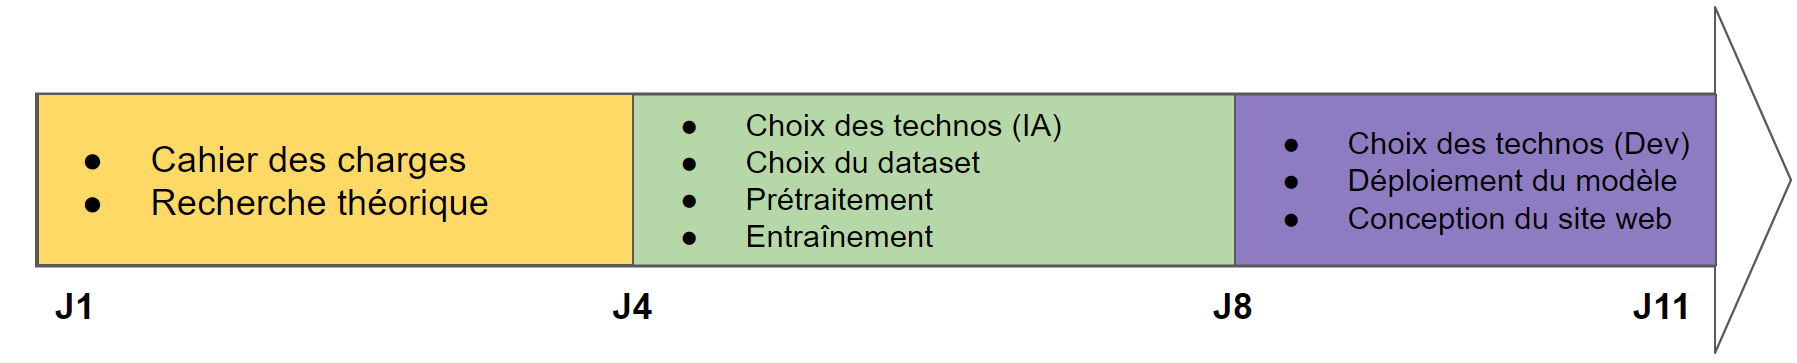 ● Cahier des charges
● Recherche théorique
● Choix des technos (IA)
● Choix du dataset
● Prétraitement
● Entraînement
● Choix des technos (Dev)
● Déploiement du modèle
● Conception du site web
J1
J4
J8
J11